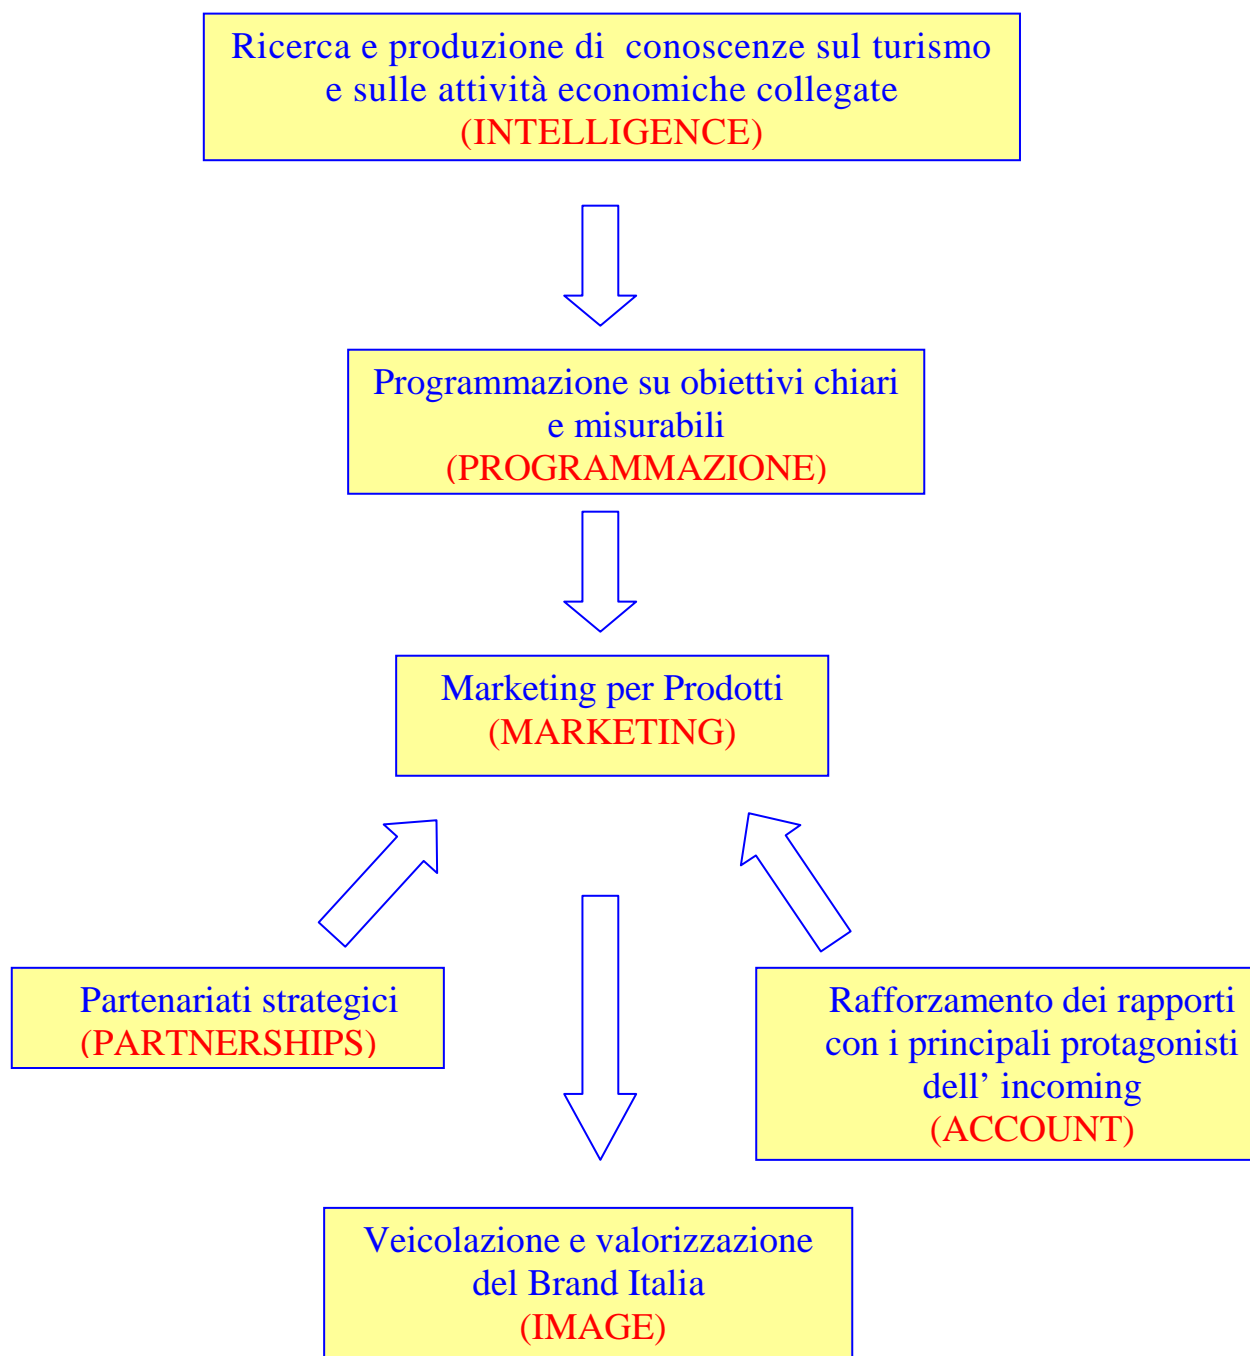 Ricerca e produzione di conoscenze sul turismo
e sulle attività economiche collegate
(INTELLIGENCE)
Programmazione su obiettivi chiari
e misurabili
(PROGRAMMAZIONE)
Marketing per Prodotti
(MARKETING)
Partenariati strategici
(PARTNERSHIPS)
Rafforzamento dei rapporti
con i principali protagonisti
dell’ incoming
(ACCOUNT)
Veicolazione e valorizzazione
del Brand Italia
(IMAGE)